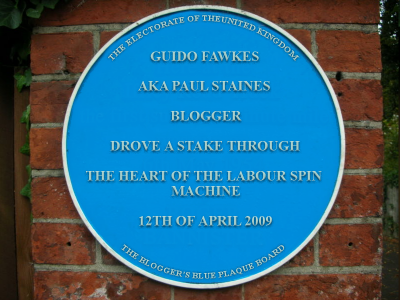 THE ELECTORATE OF THEUNITED KINGDOM
GUIDO FAWKES
AKA PAUL STAINES
BLOGGER
DROVE A STAKE THROUGH
THE HEART OF THE LABOUR SPIN
MACHINE
12TH OF APRIL 2009
THE BLOGGER'S BLUE PLAQUE BOARD